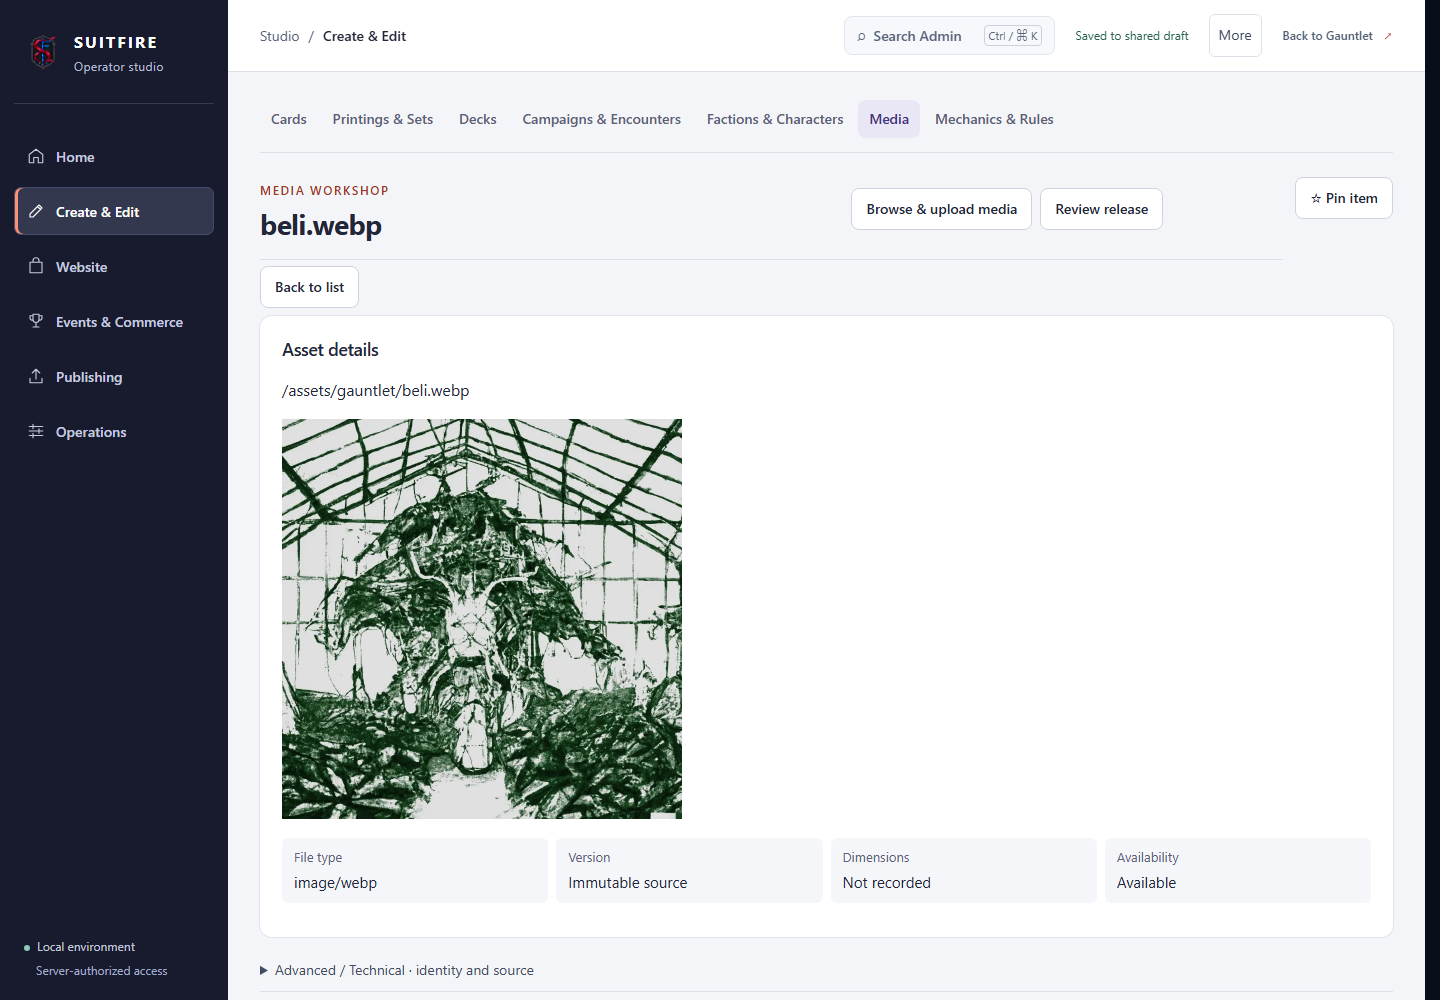 SUITFIRE
Operator studio
Home
Create & Edit
Website
Events & Commerce
Publishing
Operations
Local environment
Server-authorized access
Studio / Create & Edit
Search Admin Ctrl / ⌘ K
Saved to shared draft
More
Back to Gauntlet ↗
Cards Printings & Sets Decks Campaigns & Encounters Factions & Characters Media Mechanics & Rules
MEDIA WORKSHOP
beli.webp
Browse & upload media
Review release
☆ Pin item
Back to list
Asset details
/assets/gauntlet/beli.webp
File type
image/webp
Version
Immutable source
Dimensions
Not recorded
Availability
Available
Advanced / Technical · identity and source